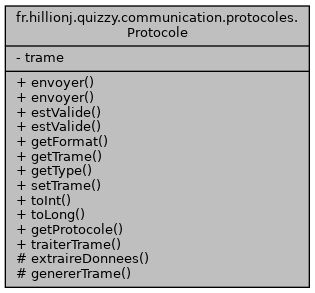 fr.hillionj.quizzy.communication.protocoles.
Protocole
- trame
+ envoyer()
+ envoyer()
+ estValide()
+ estValide()
+ getFormat()
+ getTrame()
+ getType()
+ setTrame()
+ toInt()
+ toLong()
+ getProtocole()
+ traiterTrame()
# extraireDonnees()
# genererTrame()